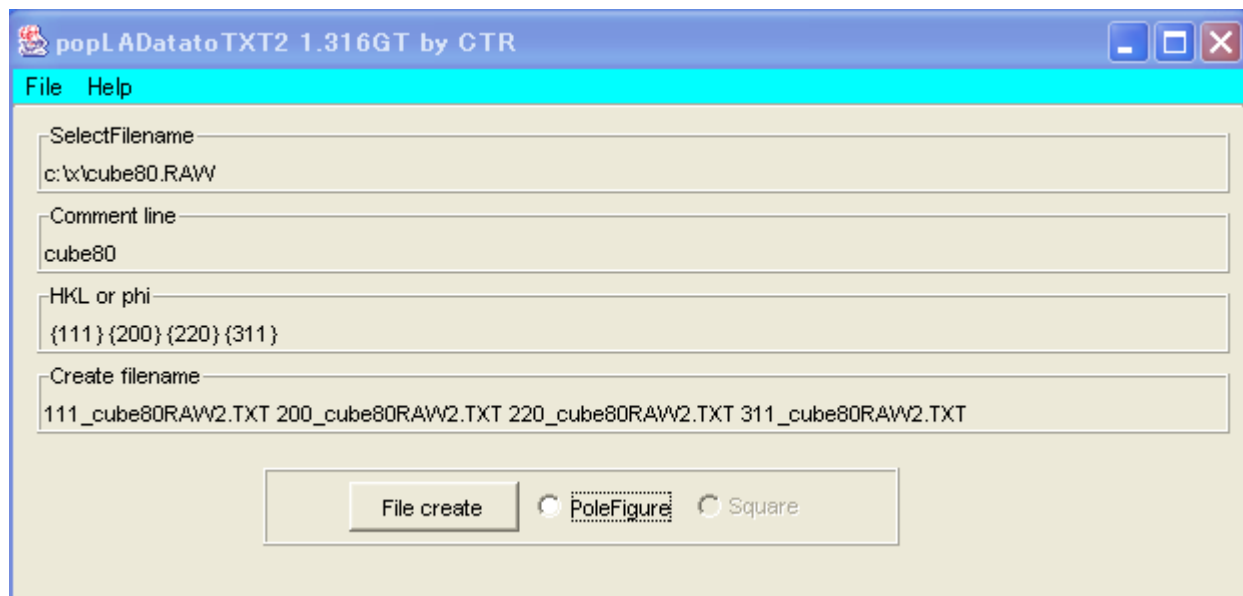 popLADatatoTXT2 1.316GT by CTR
File Help
SelectFilename
c:\x\cube80.RAW
Comment line
cube80
HKL or phi
{111} {200} {220} {311}
Create filename
111_cube80RAW2.TXT 200_cube80RAW2.TXT 220_cube80RAW2.TXT 311_cube80RAW2.TXT
File create PoleFigure Square